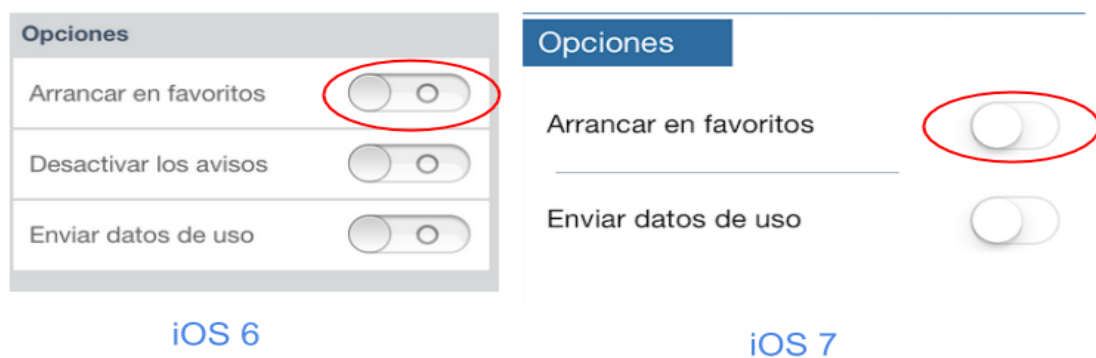 Opciones
Arrancar en favoritos
Desactivar los avisos
Enviar datos de uso
iOS 6
Opciones
Arrancar en favoritos
Enviar datos de uso
iOS 7